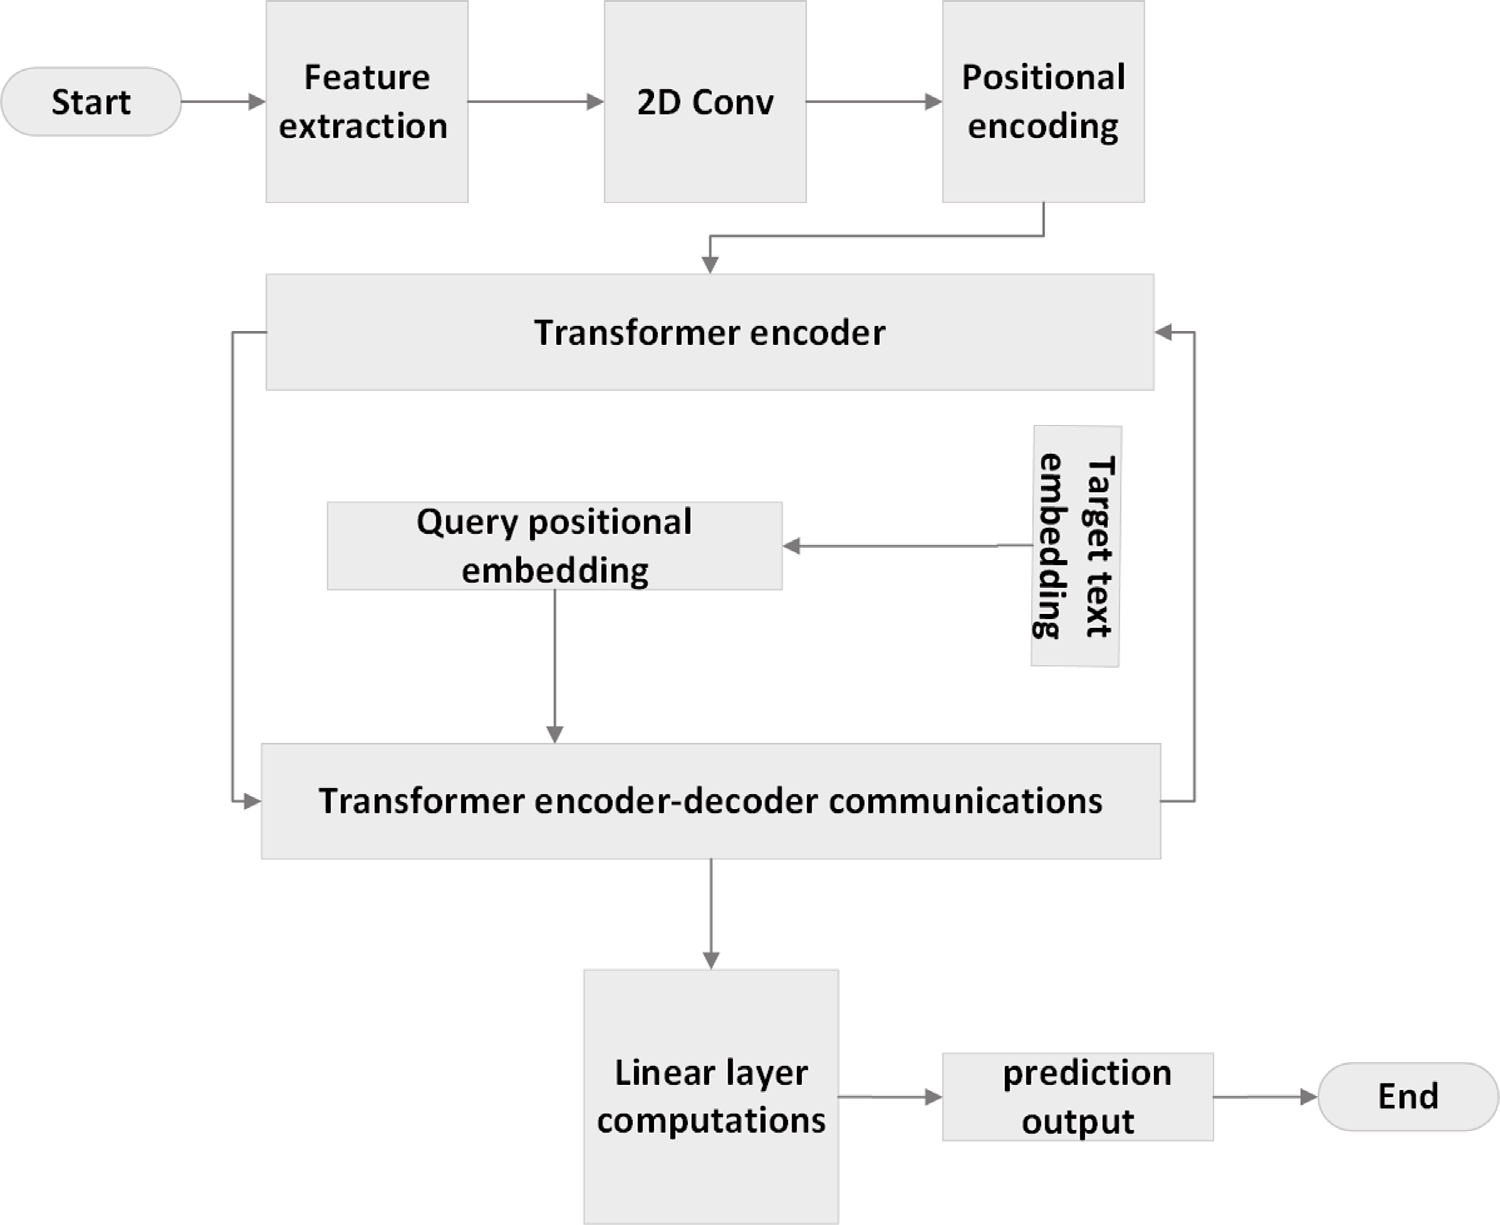 Start
Feature
extraction
2D Conv
Positional
encoding
Transformer encoder
Target text
embedding
Query positional
embedding
Transformer encoder-decoder communications
Linear layer
computations
prediction
output
End